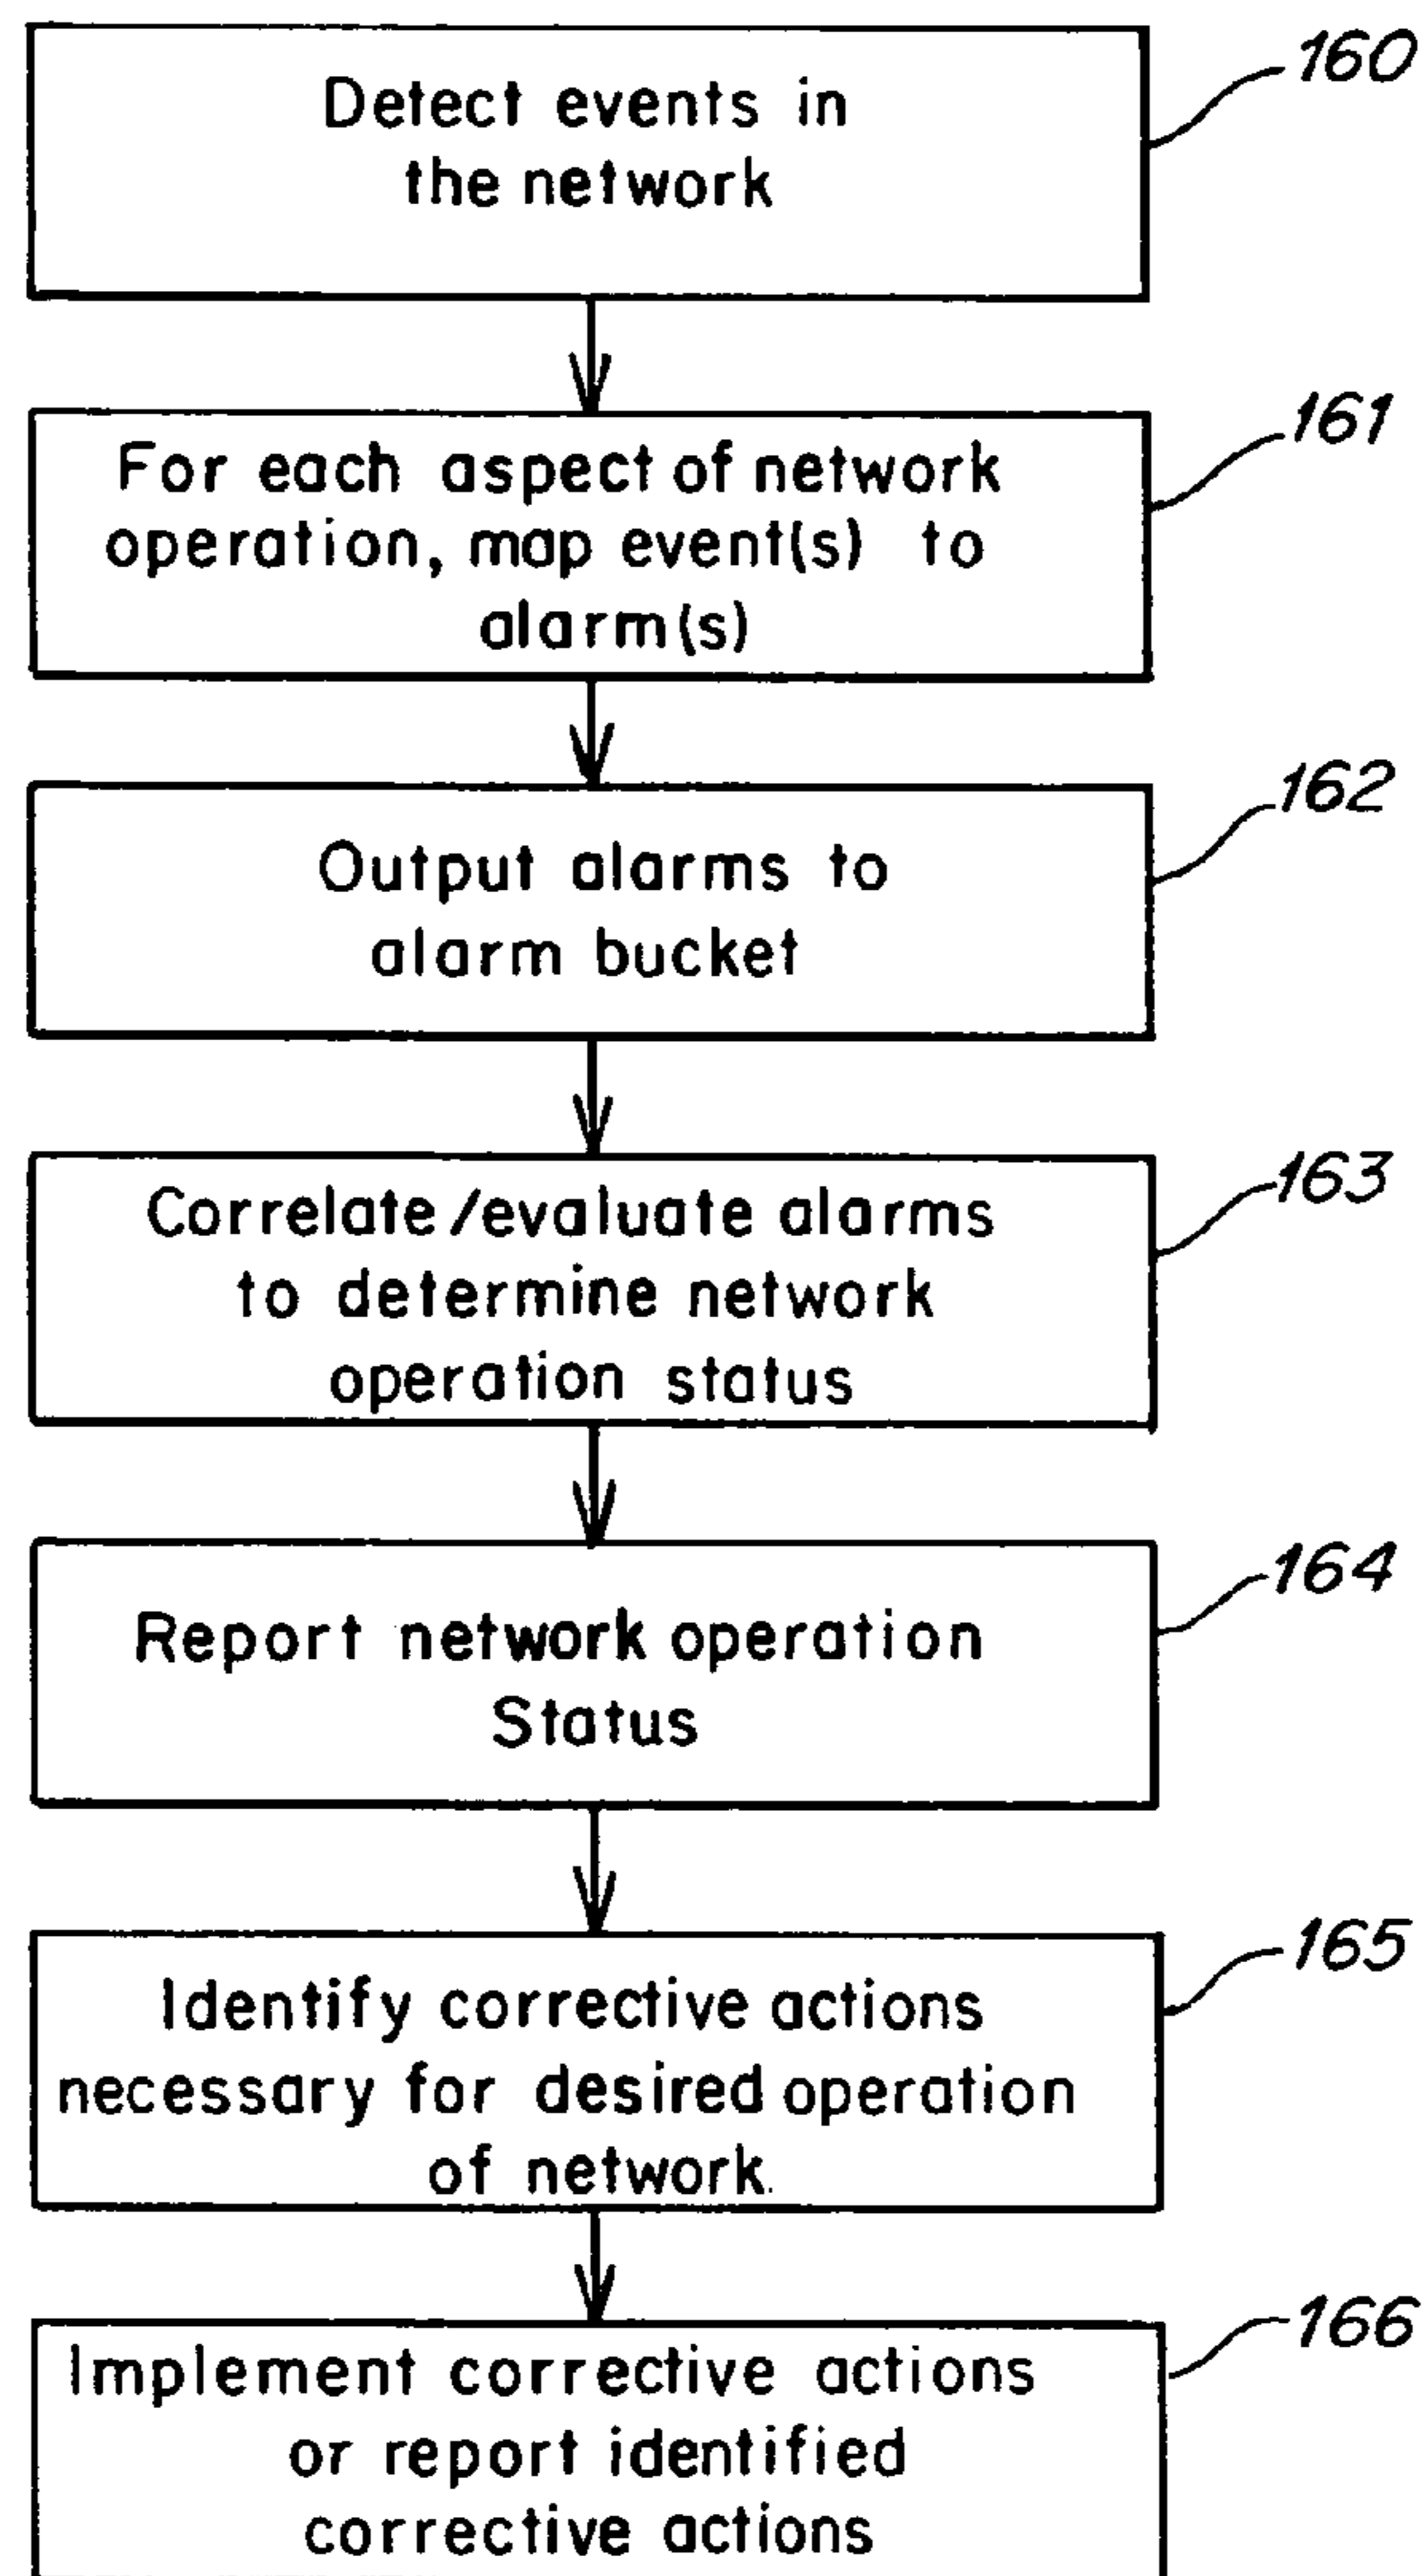 Detect events in
the network
160
For each aspect of network
operation, map event(s) to
alarm(s)
161
Output alarms to
alarm bucket
162
Correlate/evaluate alarms
to determine network
operation status
163
Report network operation
Status
164
Identify corrective actions
necessary for desired operation
of network.
165
Implement corrective actions
or report identified
corrective actions
166